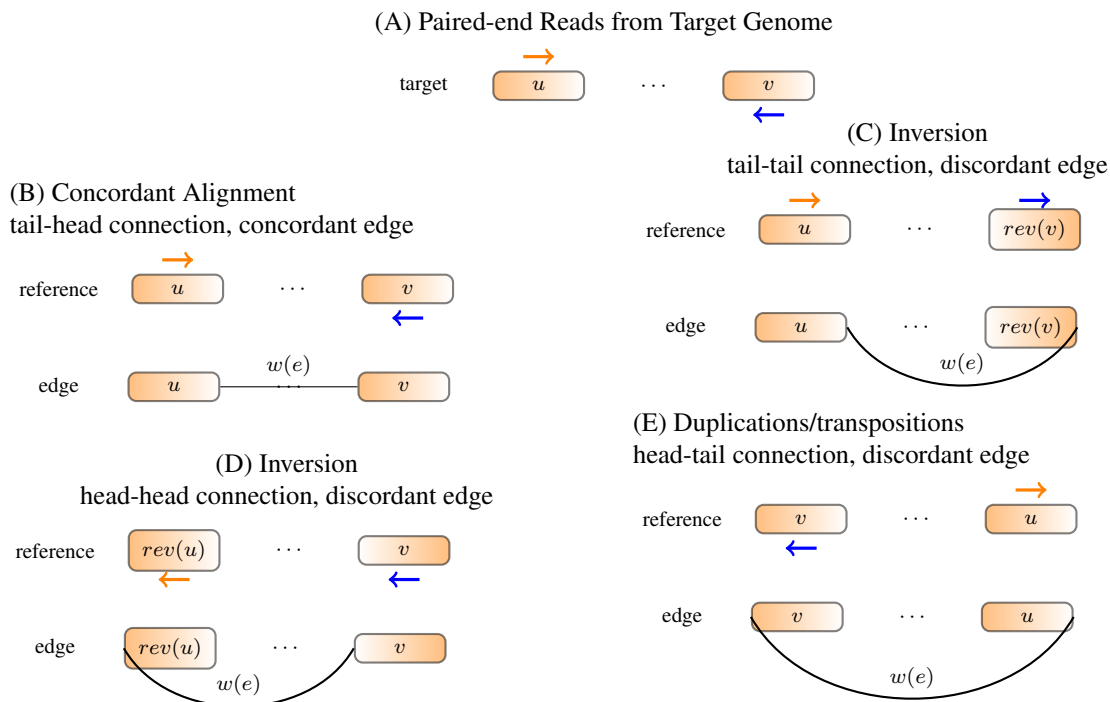 (A) Paired-end Reads from Target Genome
target u ··· v
(B) Concordant Alignment
tail-head connection, concordant edge
reference u ··· v
edge u w(e) ··· v
(C) Inversion
tail-tail connection, discordant edge
reference u ··· rev(v)
edge u ··· rev(v)
w(e)
(D) Inversion
head-head connection, discordant edge
reference rev(u) ··· v
edge rev(u) ··· v
w(e)
(E) Duplications/transpositions
head-tail connection, discordant edge
reference v ··· u
edge v ··· u
w(e)